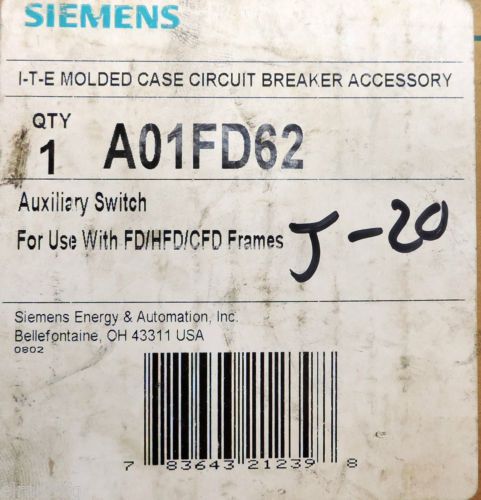 SIEMENS
I-T-E MOLDED CASE CIRCUIT BREAKER ACCESSORY
QTY
1 A01FD62
Auxiliary Switch
For Use With FD/HFD/CFD Frames
J-20
Siemens Energy & Automation, Inc.
Bellefontaine, OH 43311 USA
0802
7 83643 21239 8